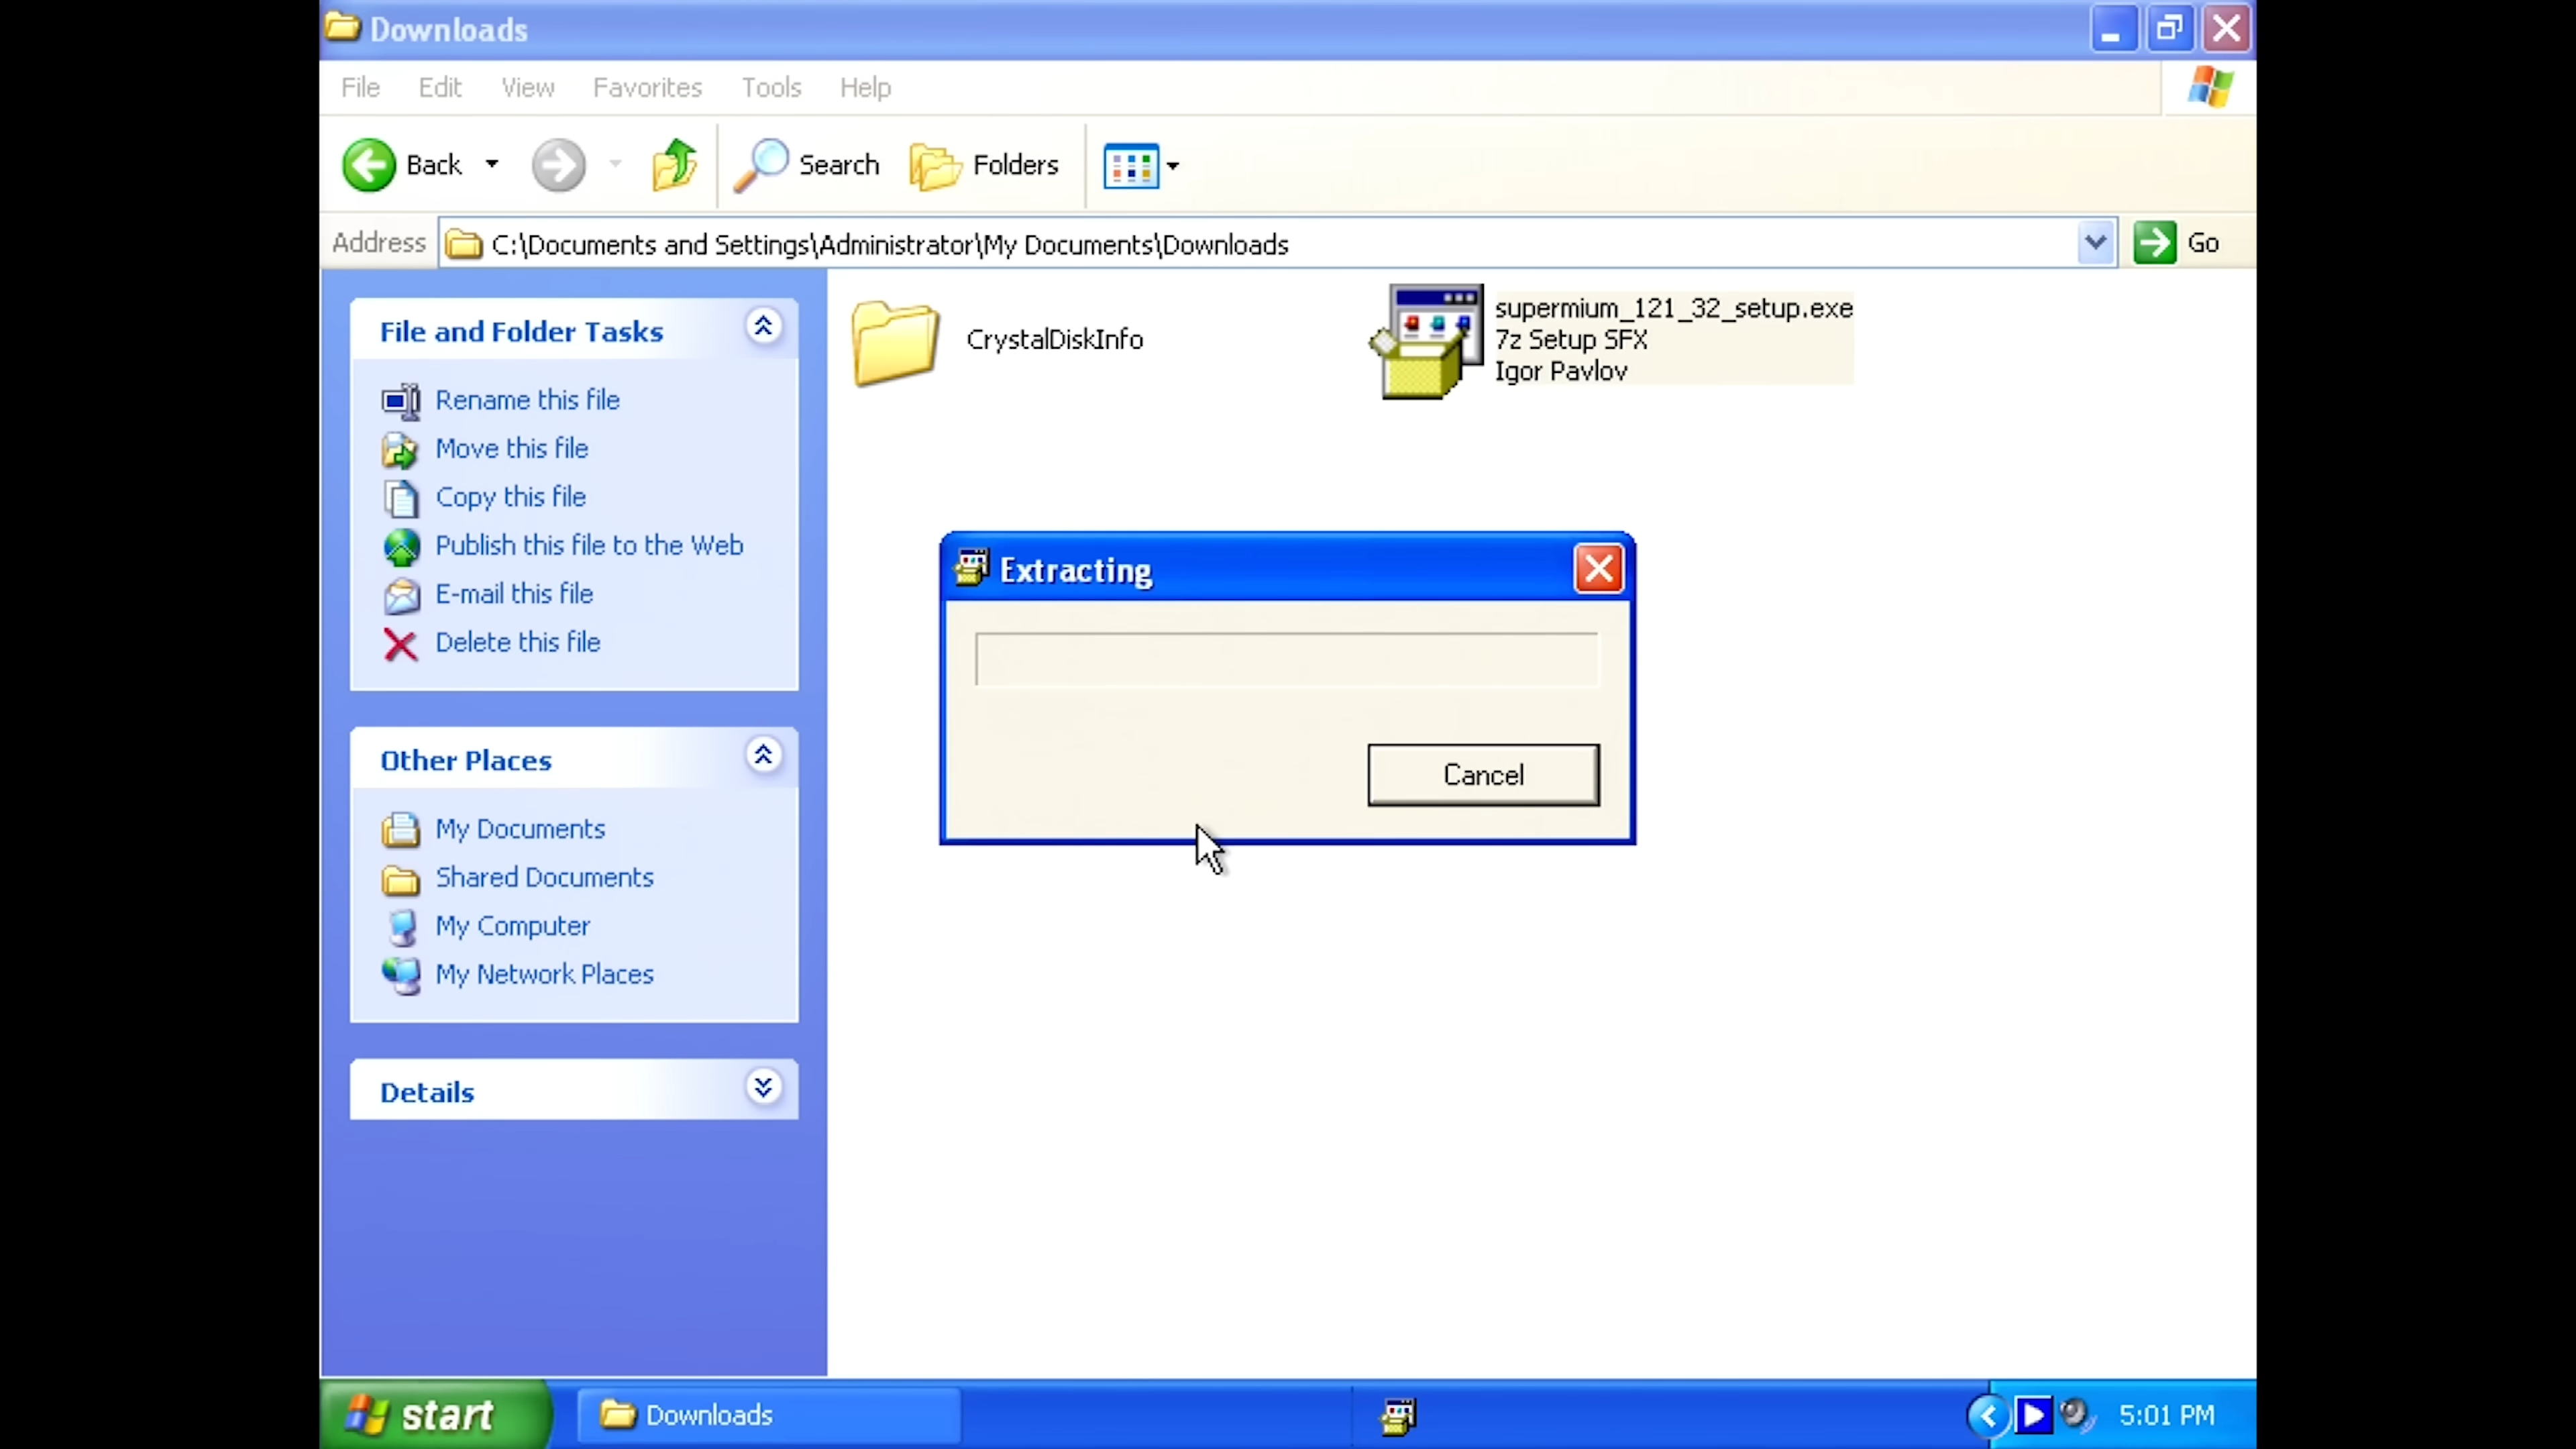 Downloads
File Edit View Favorites Tools Help
Back Search Folders
Address C:\Documents and Settings\Administrator\My Documents\Downloads Go
File and Folder Tasks
Rename this file
Move this file
Copy this file
Publish this file to the Web
E-mail this file
Delete this file
Other Places
My Documents
Shared Documents
My Computer
My Network Places
Details
CrystalDiskInfo
supermium_121_32_setup.exe
7z Setup SFX
Igor Pavlov
Extracting
Cancel
start Downloads 5:01 PM